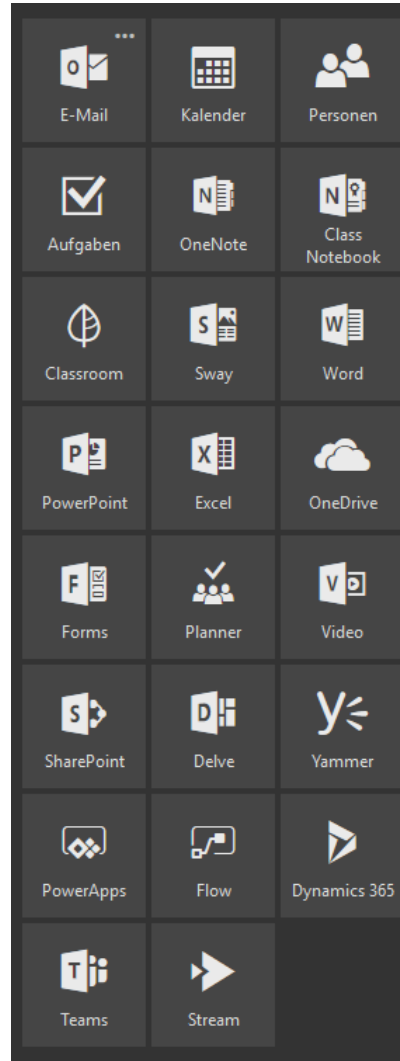 E-Mail
Kalender
Personen
Aufgaben
OneNote
Class
Notebook
Classroom
Sway
Word
PowerPoint
Excel
OneDrive
Forms
Planner
Video
SharePoint
Delve
Yammer
PowerApps
Flow
Dynamics 365
Teams
Stream